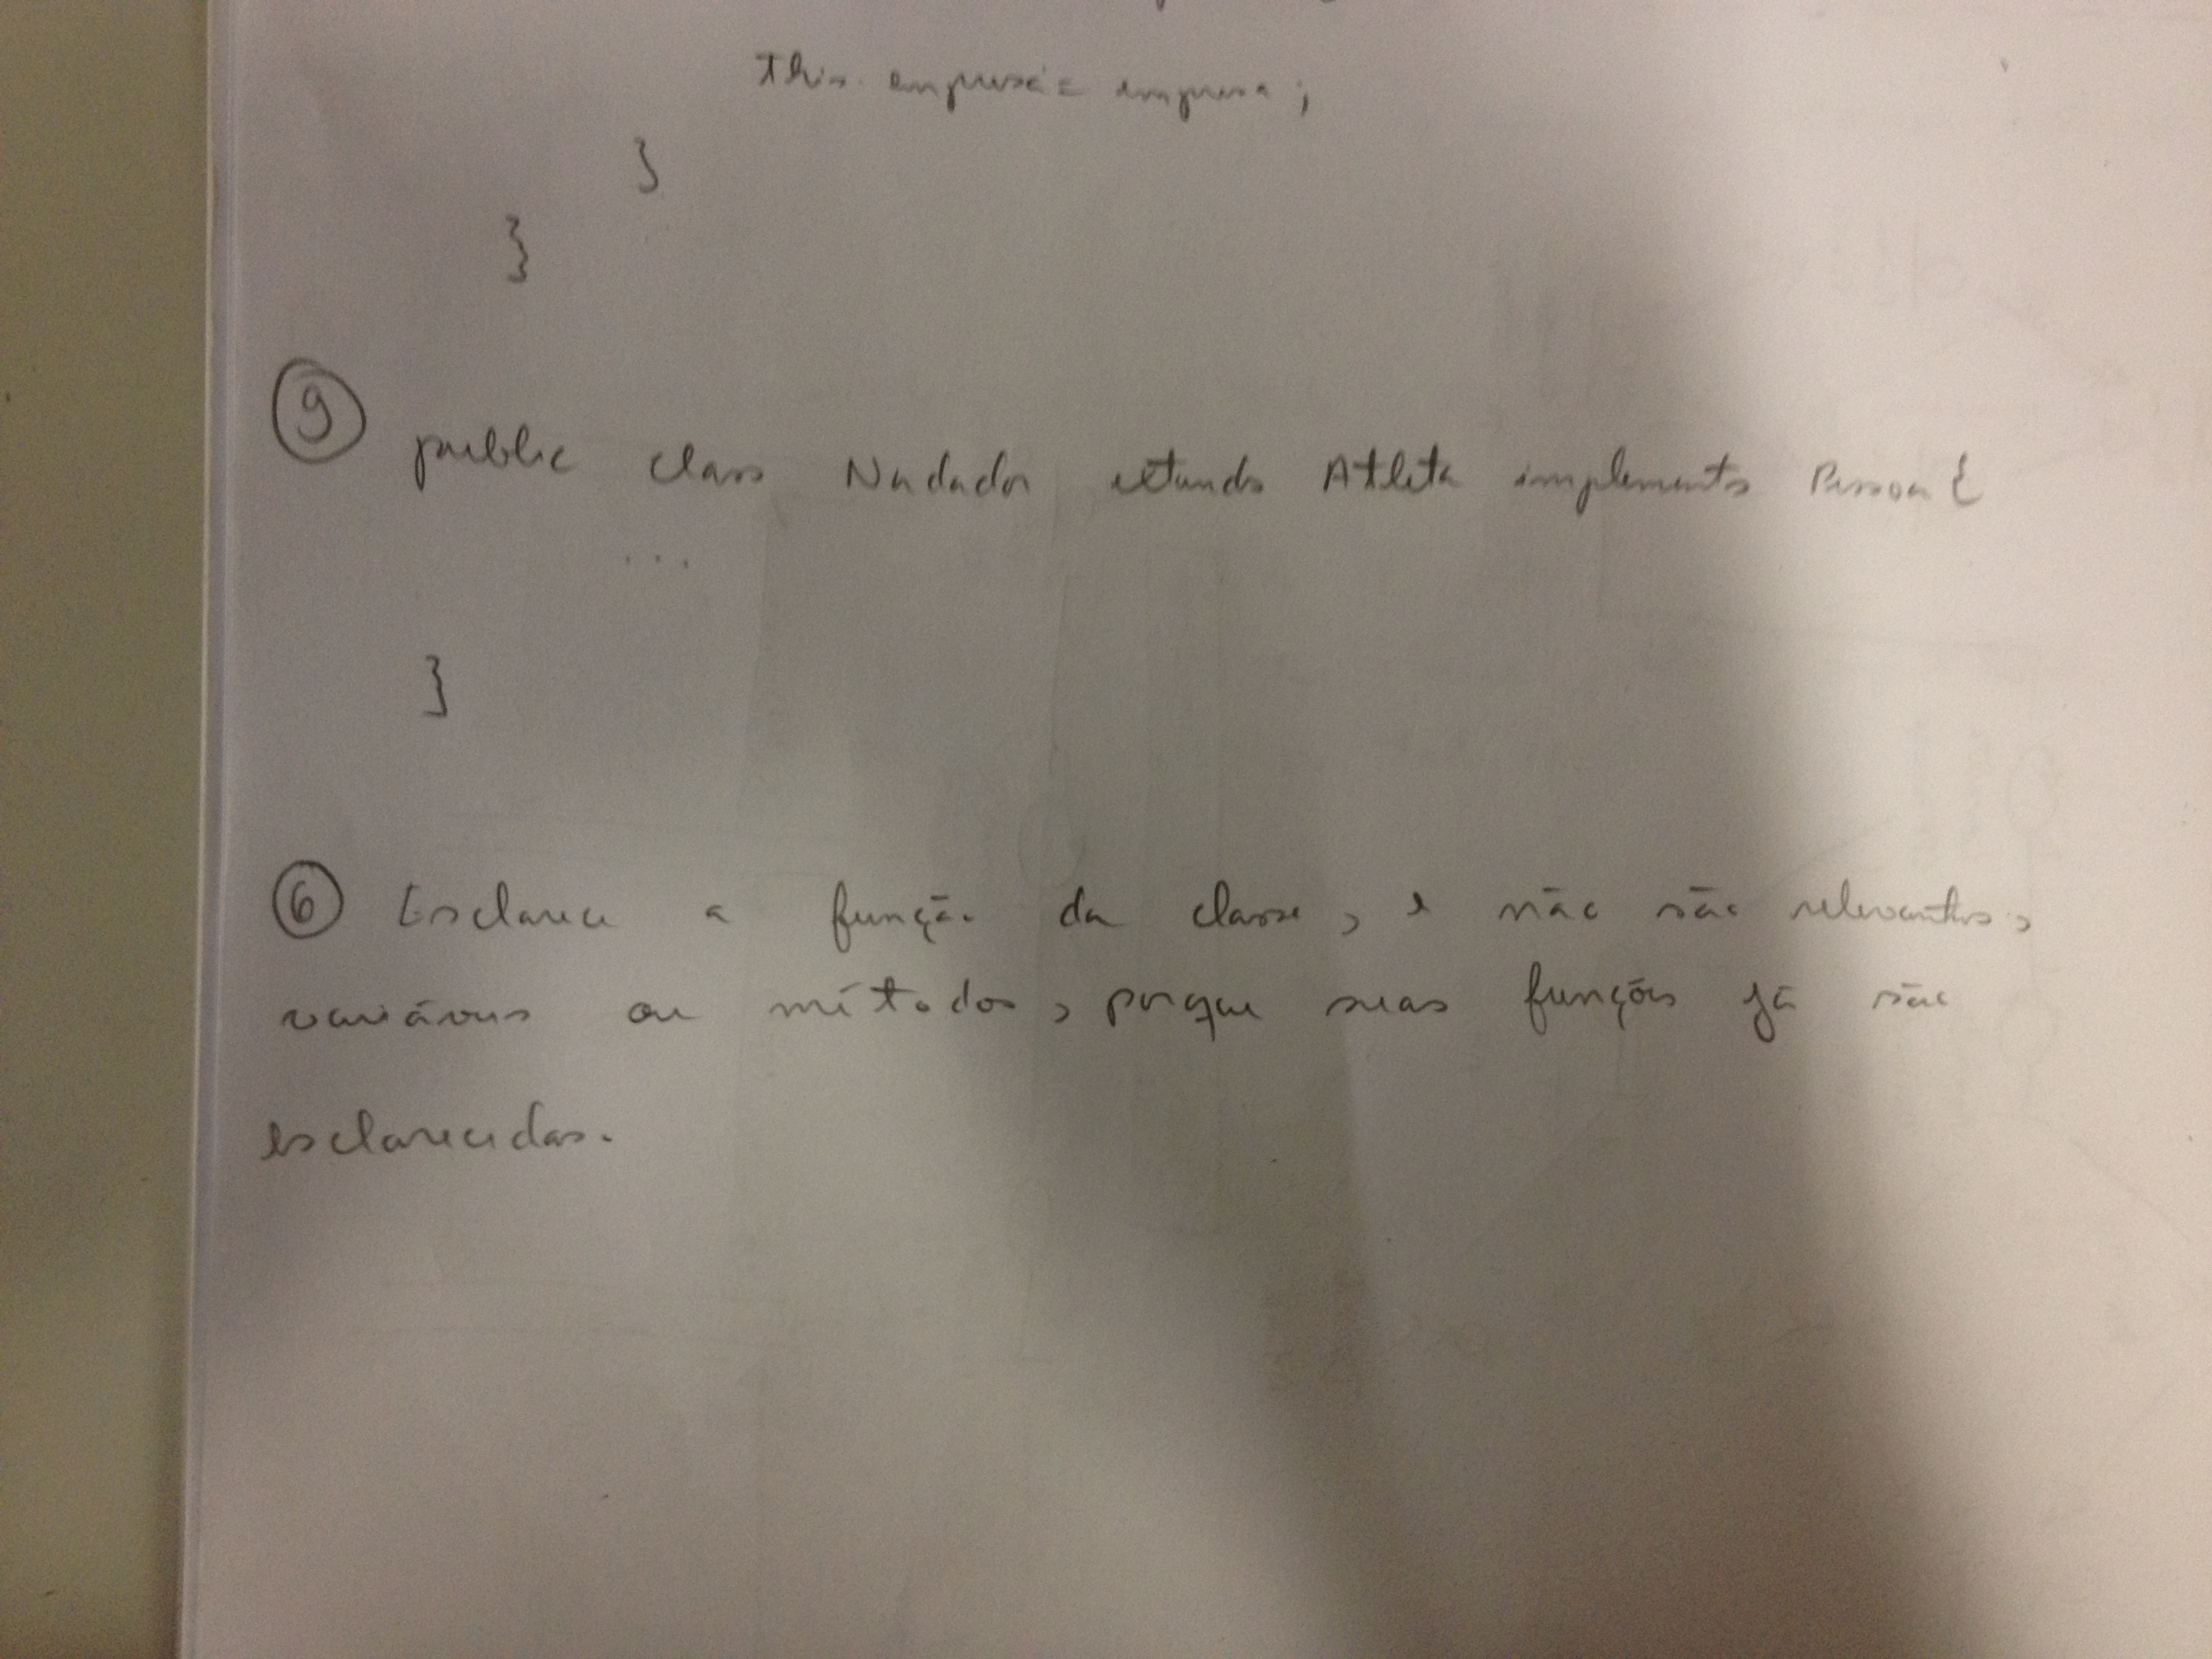 this.empresa = empresa;
}
}
9 public class Nadador extends Atleta implements Pessoa {
...
}
6 Esclarece a função da classe, e não são relevantes,
variáveis ou métodos, porque suas funções já são
esclarecidas.